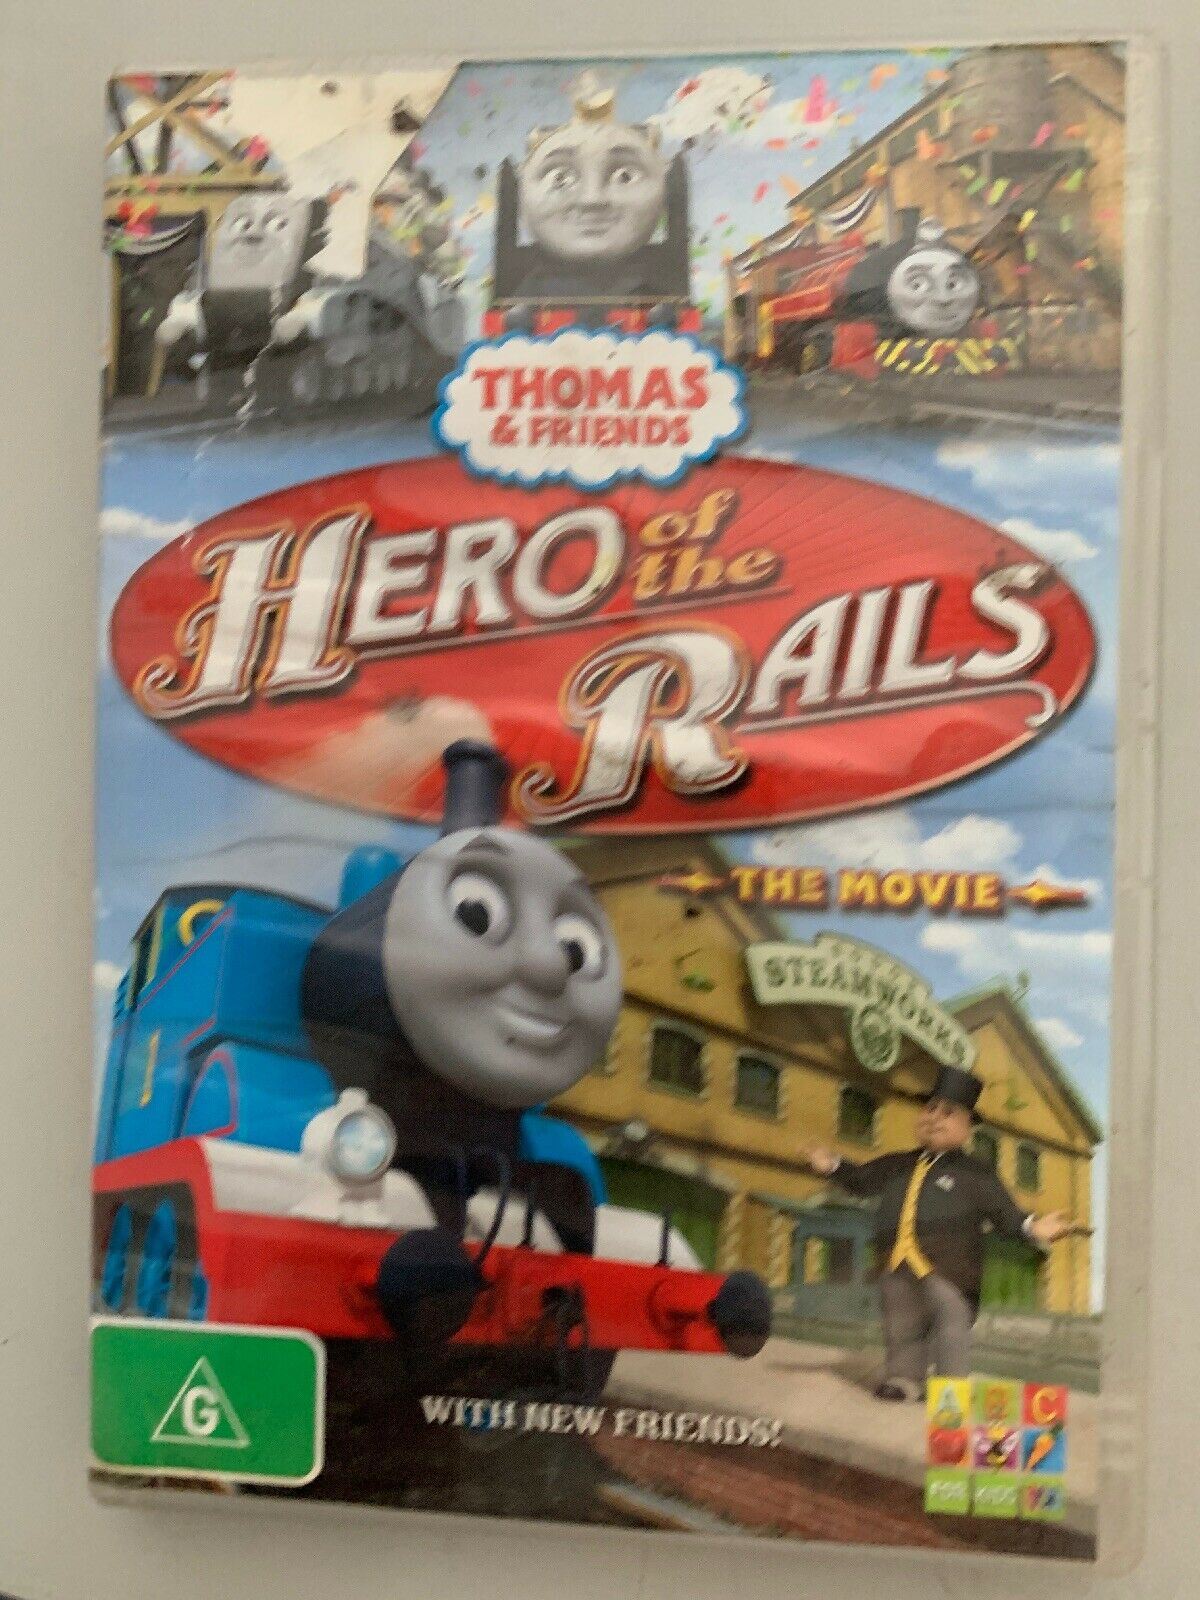 THOMAS
& FRIENDS
HERO of the RAILS
THE MOVIE
STEAMWORKS
G
WITH NEW FRIENDS!
A B C
FOR KIDS